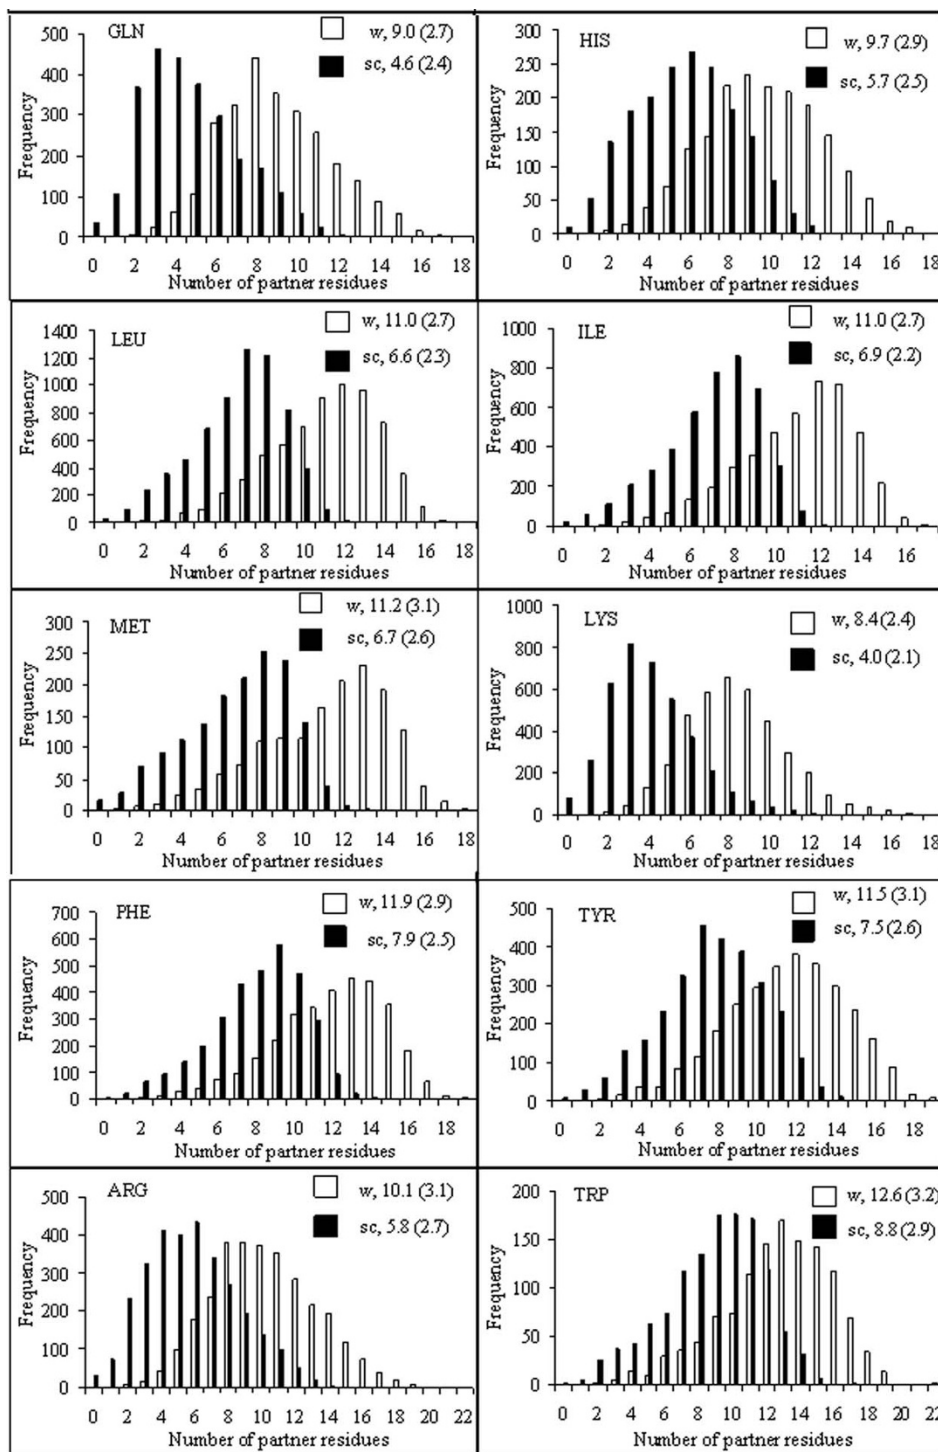 GLN
w, 9.0 (2.7)
sc, 4.6 (2.4)
Frequency
500
400
300
200
100
0
0 2 4 6 8 10 12 14 16 18
Number of partner residues
HIS
w, 9.7 (2.9)
sc, 5.7 (2.5)
Frequency
300
250
200
150
100
50
0
0 2 4 6 8 10 12 14 16 18
Number of partner residues
LEU
w, 11.0 (2.7)
sc, 6.6 (2.3)
Frequency
1400
1200
1000
800
600
400
200
0
0 2 4 6 8 10 12 14 16 18
Number of partner residues
ILE
w, 11.0 (2.7)
sc, 6.9 (2.2)
Frequency
1000
800
600
400
200
0
0 2 4 6 8 10 12 14 16
Number of partner residues
MET
w, 11.2 (3.1)
sc, 6.7 (2.6)
Frequency
300
250
200
150
100
50
0
0 2 4 6 8 10 12 14 16 18
Number of partner residues
LYS
w, 8.4 (2.4)
sc, 4.0 (2.1)
Frequency
1000
800
600
400
200
0
0 2 4 6 8 10 12 14 16 18
Number of partner residues
PHE
w, 11.9 (2.9)
sc, 7.9 (2.5)
Frequency
700
600
500
400
300
200
100
0
0 2 4 6 8 10 12 14 16 18
Number of partner residues
TYR
w, 11.5 (3.1)
sc, 7.5 (2.6)
Frequency
500
400
300
200
100
0
0 2 4 6 8 10 12 14 16 18
Number of partner residues
ARG
w, 10.1 (3.1)
sc, 5.8 (2.7)
Frequency
500
400
300
200
100
0
0 2 4 6 8 10 12 14 16 18 20 22
Number of partner residues
TRP
w, 12.6 (3.2)
sc, 8.8 (2.9)
Frequency
200
150
100
50
0
0 2 4 6 8 10 12 14 16 18 20 22
Number of partner residues